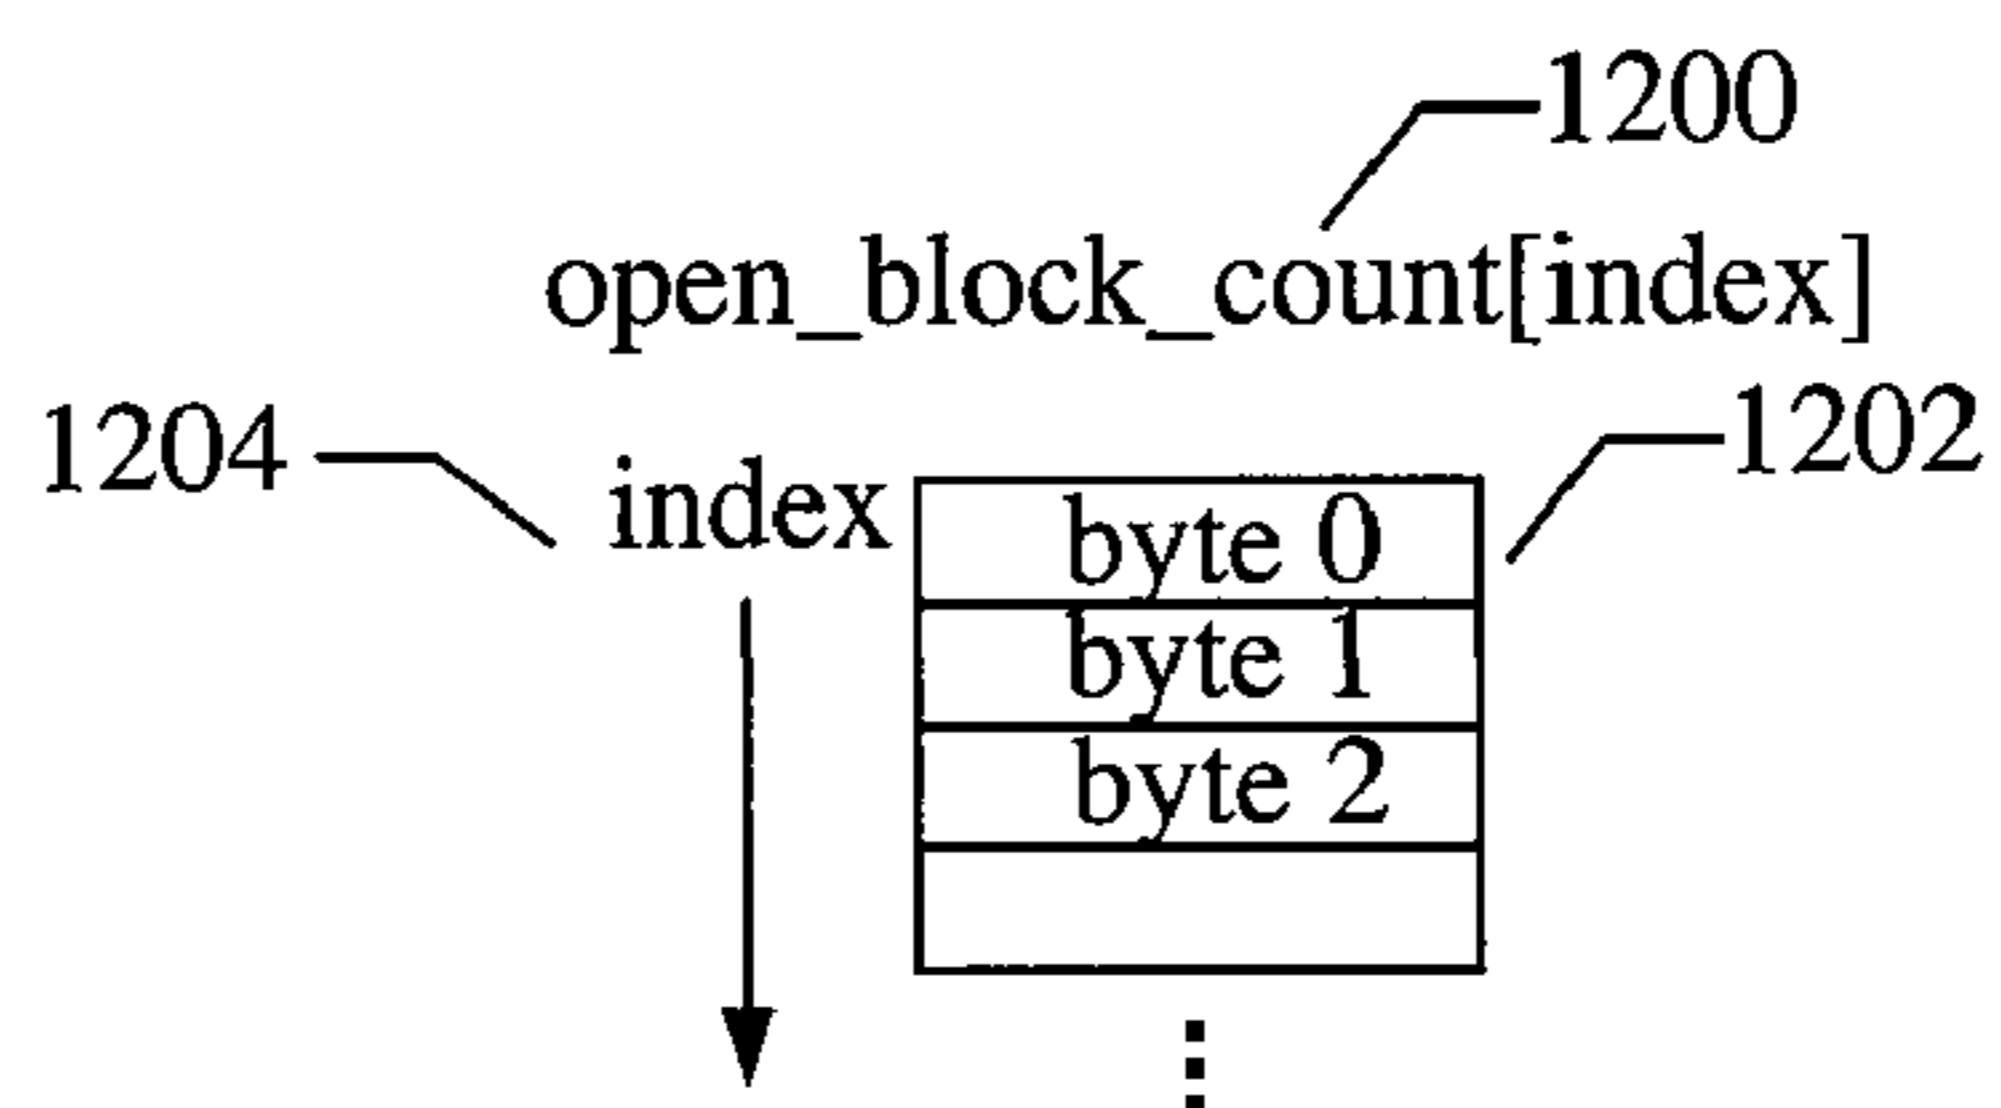 1200
open_block_count[index]
1204
1202
index
byte 0
byte 1
byte 2